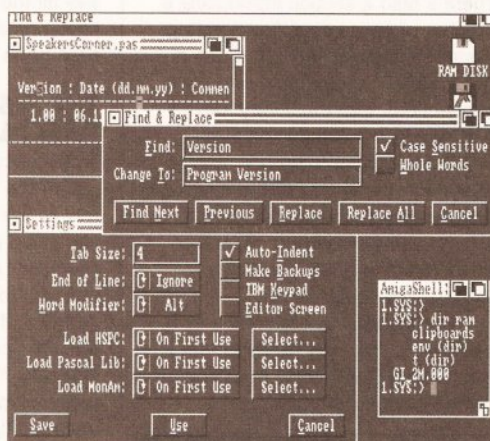 Find & Replace
SpeakersCorner.pas
RAM DISK
Version : Date (dd.mm.yy) : Commen
1.00 : 06.11
Find & Replace
Find: Version
Change To: Program Version
Case Sensitive
Whole Words
Find Next Previous Replace Replace All Cancel
Settings
Tab Size: 4
End of Line: Ignore
Word Modifier: Alt
Auto-Indent
Make Backups
IBM Keypad
Editor Screen
Load HSPC: On First Use Select...
Load Pascal Lib: On First Use Select...
Load MonAm: On First Use Select...
Save Use Cancel
AmigaShell:
1.SYS:>
1.SYS:> dir ram
clipboards
env (dir)
t (dir)
GI_2M.000
1.SYS:>